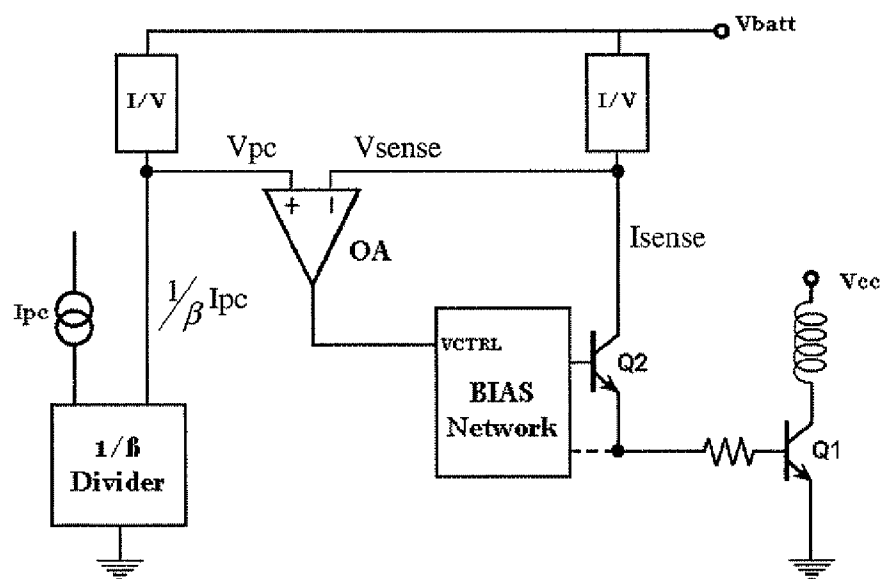 Vbatt
I/V
I/V
Vpc
Vsense
+
−
OA
Isense
Ipc
1/β Ipc
Vcc
VCTRL
BIAS
Network
Q2
Q1
1/ß
Divider